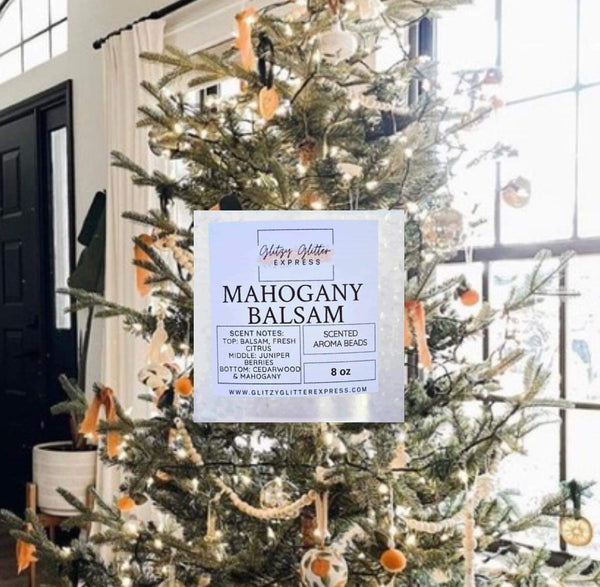 Glitzy Glitter
EXPRESS
MAHOGANY
BALSAM
SCENT NOTES:
TOP: BALSAM, FRESH
CITRUS
MIDDLE: JUNIPER
BERRIES
BOTTOM: CEDARWOOD
& MAHOGANY
SCENTED
AROMA BEADS
8 oz
WWW.GLITZYGLITTEREXPRESS.COM